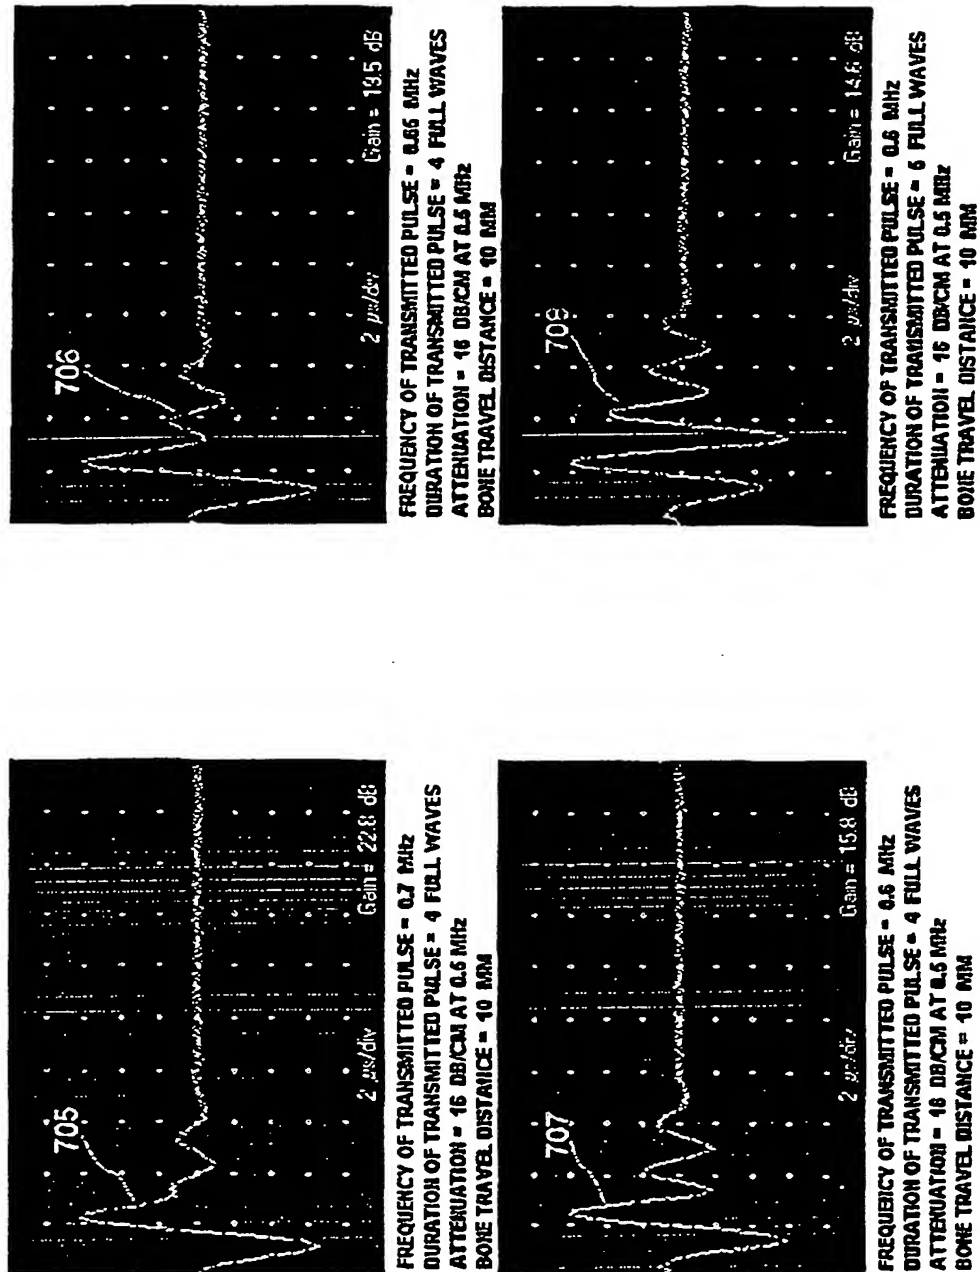 705
2 µs/div
Gain = 22.8 dB
FREQUENCY OF TRANSMITTED PULSE = 0.7 MHz
DURATION OF TRANSMITTED PULSE = 4 FULL WAVES
ATTENUATION = 16 DB/CM AT 0.5 MHz
BONE TRAVEL DISTANCE = 10 MM
706
2 µs/div
Gain = 18.5 dB
FREQUENCY OF TRANSMITTED PULSE = 0.65 MHz
DURATION OF TRANSMITTED PULSE = 4 FULL WAVES
ATTENUATION = 16 DB/CM AT 0.5 MHz
BONE TRAVEL DISTANCE = 10 MM
707
2 µs/div
Gain = 15.8 dB
FREQUENCY OF TRANSMITTED PULSE = 0.6 MHz
DURATION OF TRANSMITTED PULSE = 4 FULL WAVES
ATTENUATION = 16 DB/CM AT 0.5 MHz
BONE TRAVEL DISTANCE = 10 MM
2 µs/div
Gain = 14.6 dB
FREQUENCY OF TRANSMITTED PULSE = 0.6 MHz
DURATION OF TRANSMITTED PULSE = FULL WAVES
ATTENUATION = 16 DB/CM AT 0.5 MHz
BONE TRAVEL DISTANCE = 10 MM